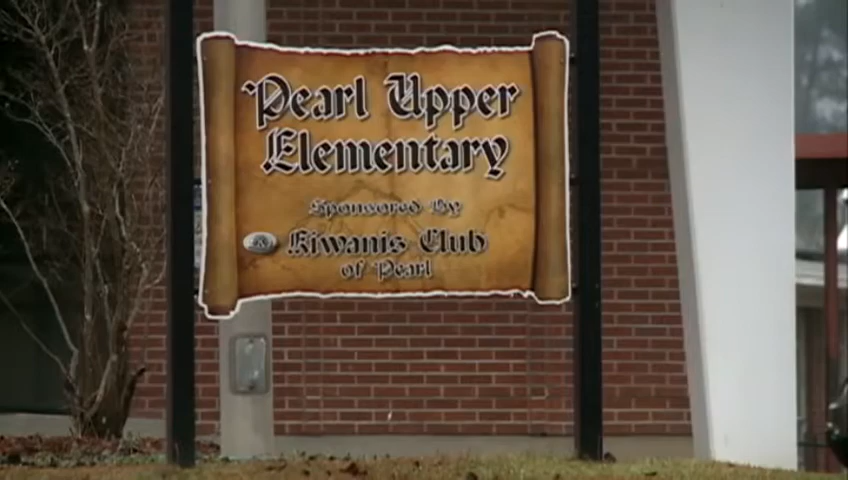 Pearl Upper
Elementary
Sponsored By
Kiwanis Club
of Pearl